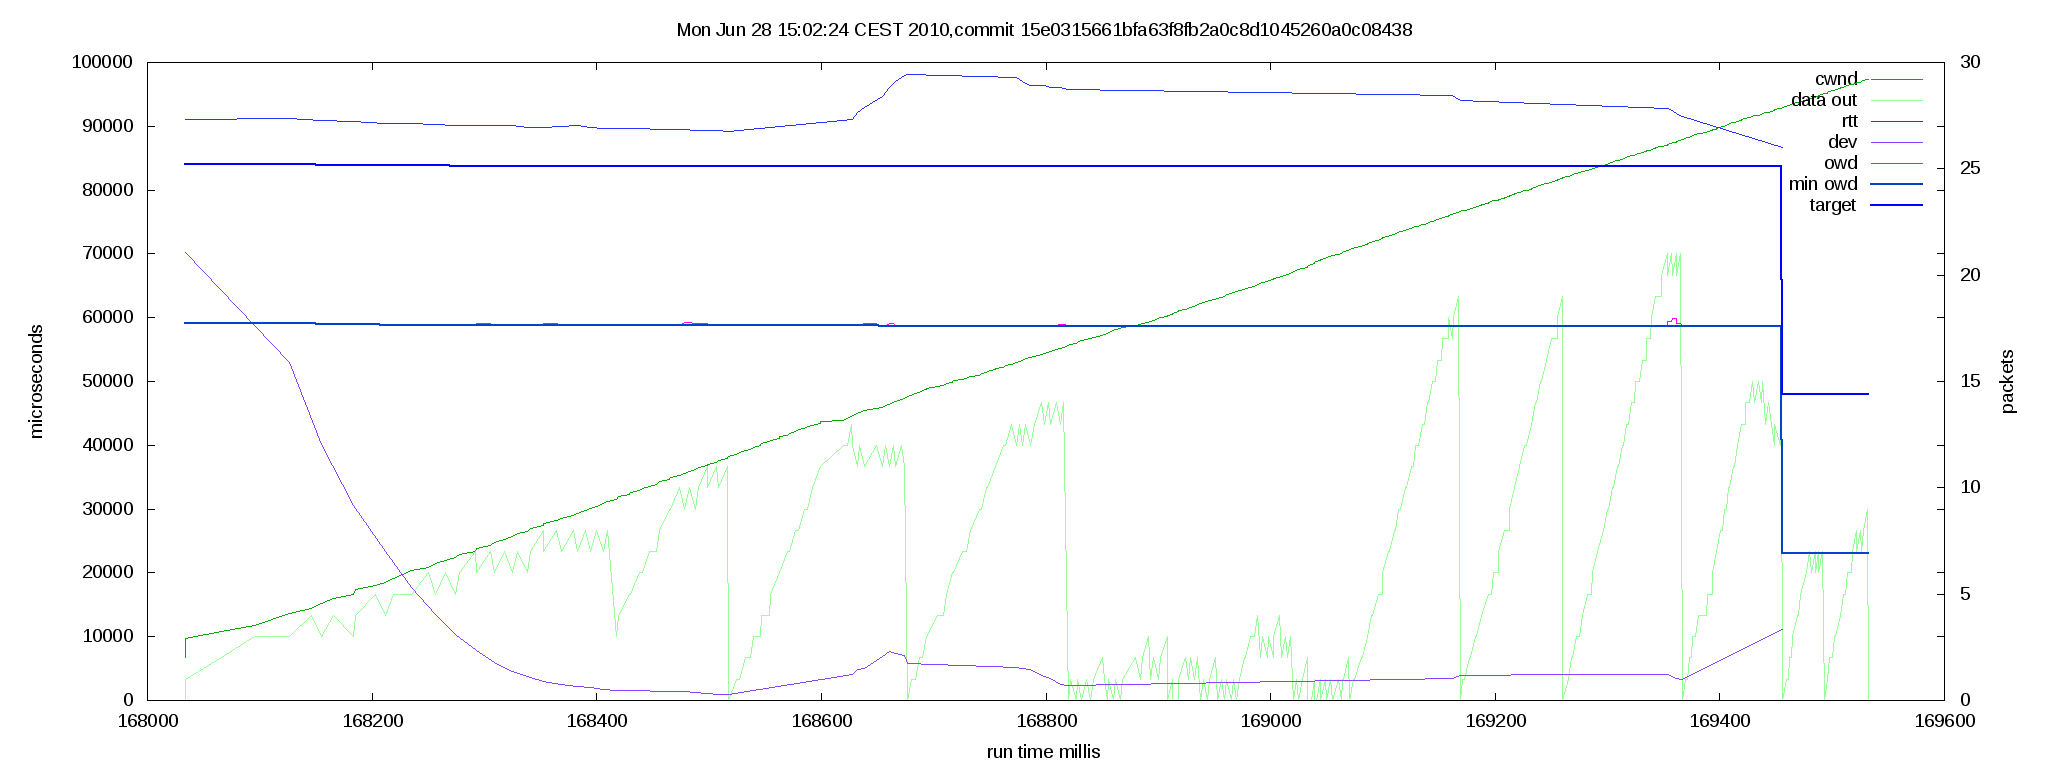 Mon Jun 28 15:02:24 CEST 2010,commit 15e0315661bfa63f8fb2a0c8d1045260a0c08438
100000
90000
80000
70000
60000
50000
40000
30000
20000
10000
0
microseconds
30
25
20
15
10
5
0
packets
cwnd
data out
rtt
dev
owd
min owd
target
168000 168200 168400 168600 168800 169000 169200 169400 169600
run time millis